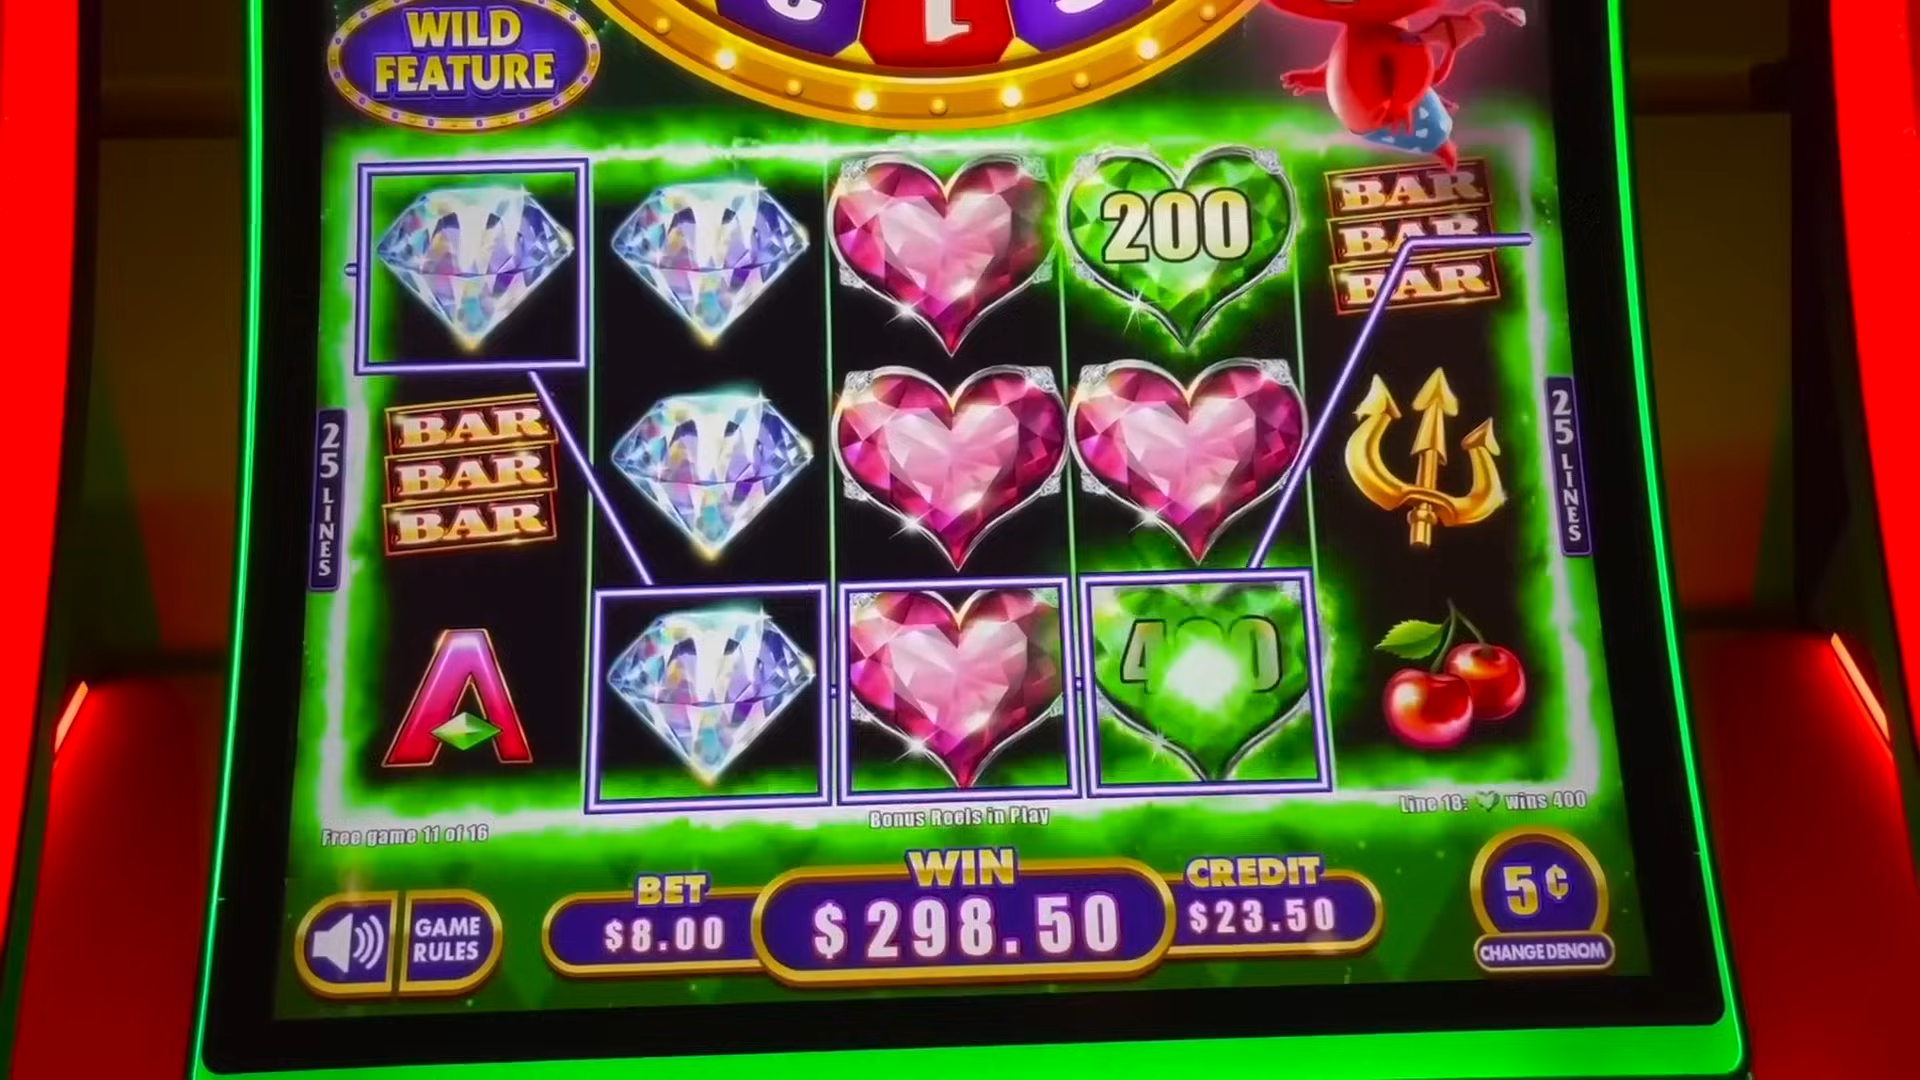 WILD
FEATURE
1
200
BAR
BAR
BAR
BAR
BAR
BAR
25 LINES
25 LINES
A
Free game 11 of 16
Bonus Reels in Play
Line 18: wins 400
GAME
RULES
BET
$8.00
WIN
$298.50
CREDIT
$23.50
5¢
CHANGE DENOM